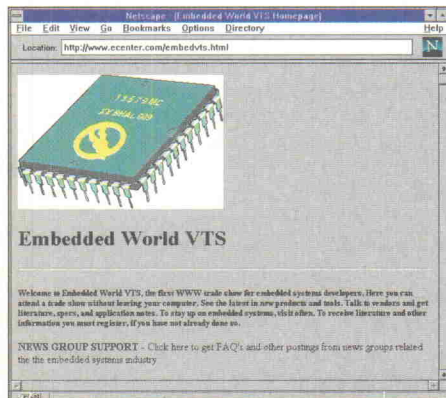 Netscape - [Embedded World VTS Homepage]
File Edit View Go Bookmarks Options Directory Help
Location: http://www.ecenter.com/embedvts.html
N
Embedded World VTS
Welcome to Embedded World VTS, the first WWW trade show for embedded systems developers. Here you can
attend a trade show without leaving your computer. See the latest in new products and tools. Talk to vendors and get
literature, specs, and application notes. To stay up on embedded systems, visit often. To receive literature and other
information you must register, if you have not already done so.
NEWS GROUP SUPPORT - Click here to get FAQ's and other postings from news groups related
the the embedded systems industry